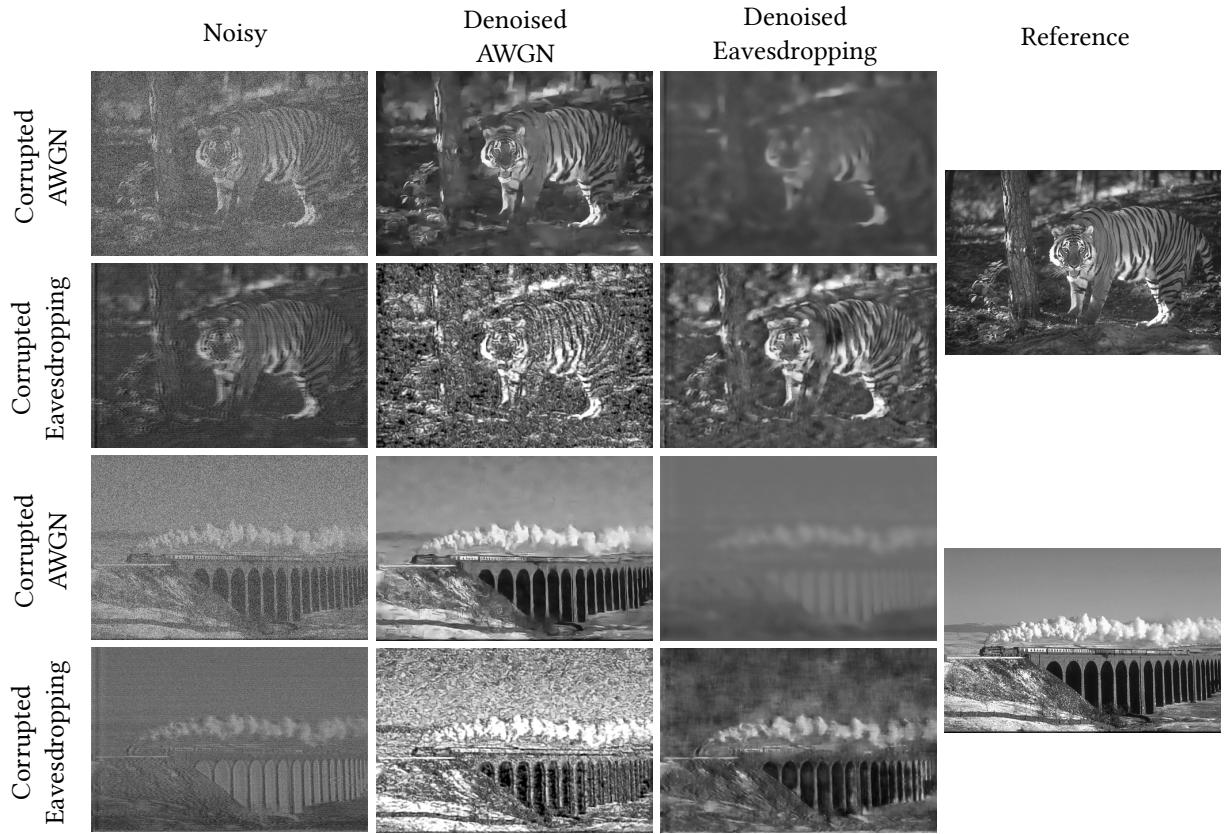 Noisy
Denoised
AWGN
Denoised
Eavesdropping
Reference
Corrupted
AWGN
Corrupted
Eavesdropping
Corrupted
AWGN
Corrupted
Eavesdropping